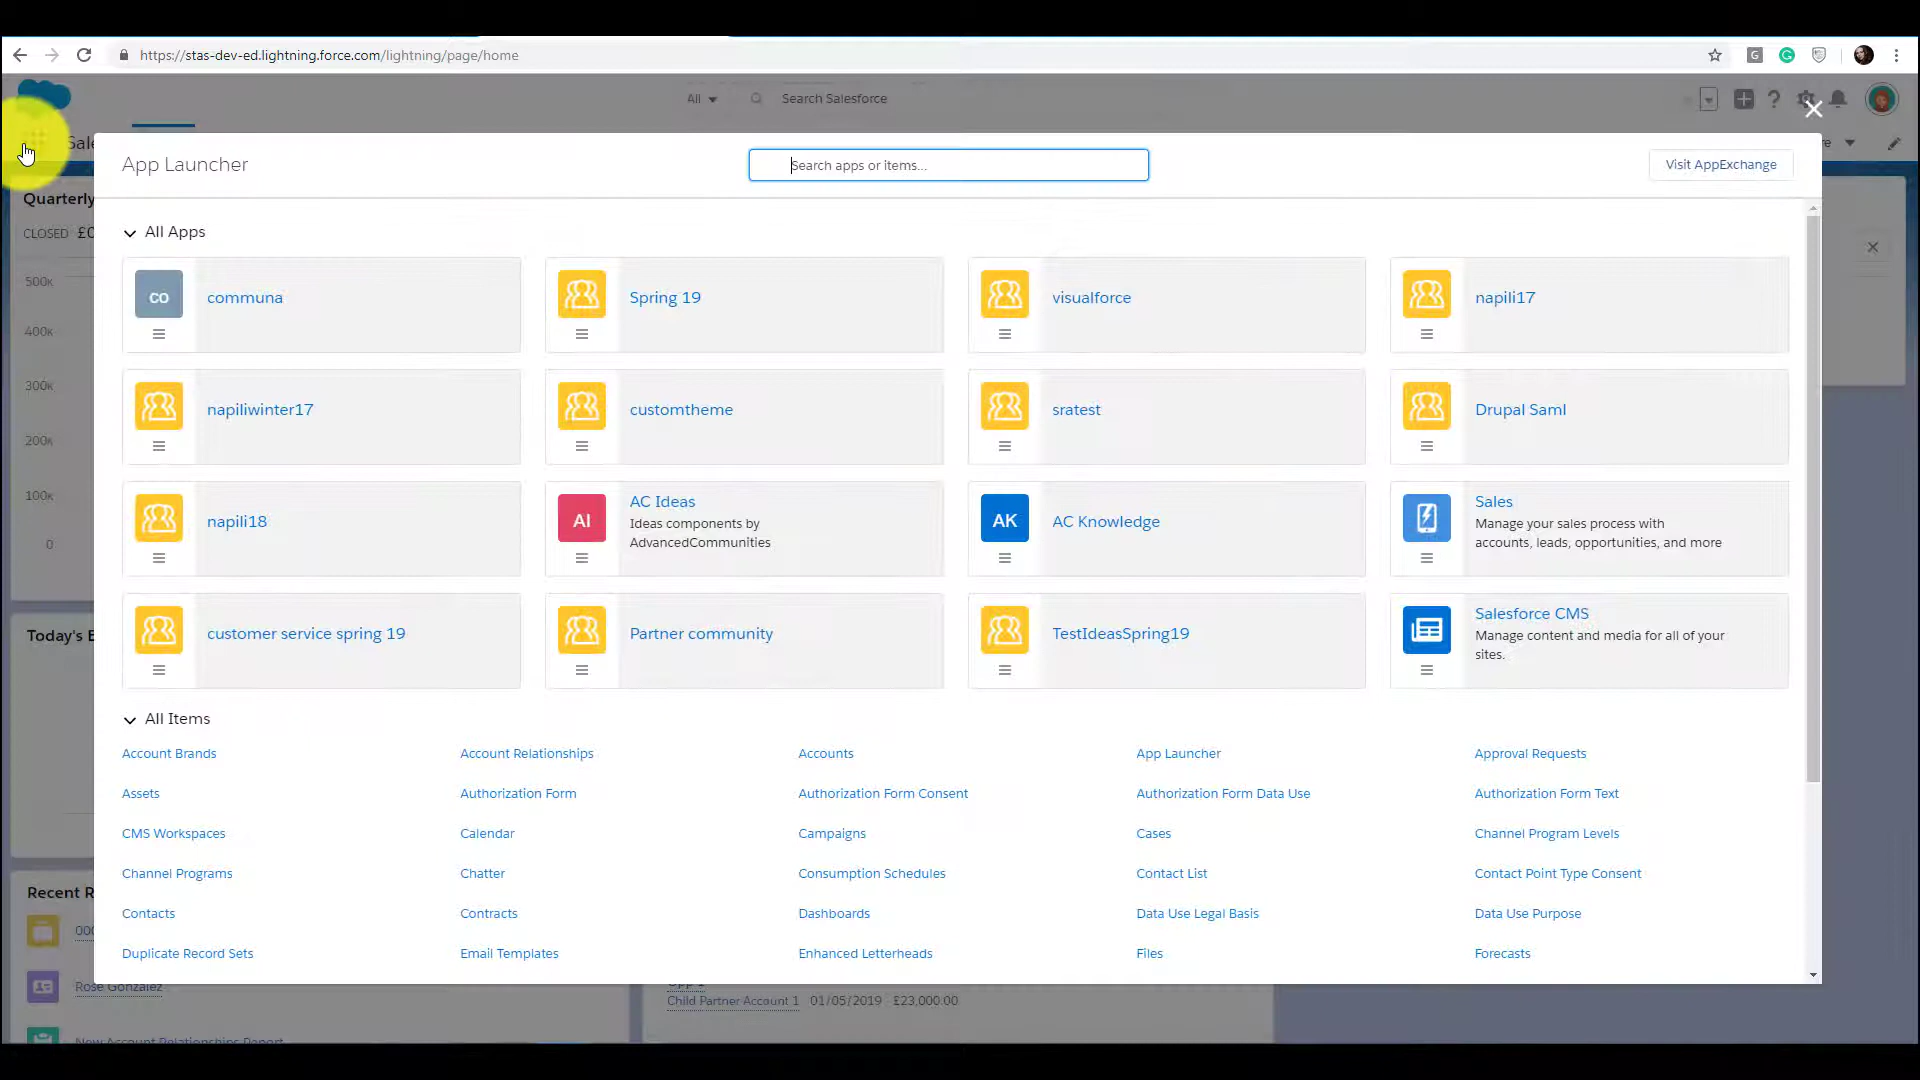 https://stas-dev-ed.lightning.force.com/lightning/page/home
All
Search Salesforce
App Launcher
Search apps or items...
Visit AppExchange
Quarterly
CLOSED
500k
400k
300k
200k
100k
0
Today's
Recent
All Apps
CO
communa
Spring 19
visualforce
napili17
napiliwinter17
customtheme
sratest
Drupal Saml
napili18
AI
AC Ideas
Ideas components by
AdvancedCommunities
AK
AC Knowledge
Sales
Manage your sales process with
accounts, leads, opportunities, and more
customer service spring 19
Partner community
TestIdeasSpring19
Salesforce CMS
Manage content and media for all of your
sites.
All Items
Account Brands
Account Relationships
Accounts
App Launcher
Approval Requests
Assets
Authorization Form
Authorization Form Consent
Authorization Form Data Use
Authorization Form Text
CMS Workspaces
Calendar
Campaigns
Cases
Channel Program Levels
Channel Programs
Chatter
Consumption Schedules
Contact List
Contact Point Type Consent
Contacts
Contracts
Dashboards
Data Use Legal Basis
Data Use Purpose
Duplicate Record Sets
Email Templates
Enhanced Letterheads
Files
Forecasts
Rose Gonzalez
Child Partner Account 1 01/05/2019 £23,000.00
New Account Relationships Report